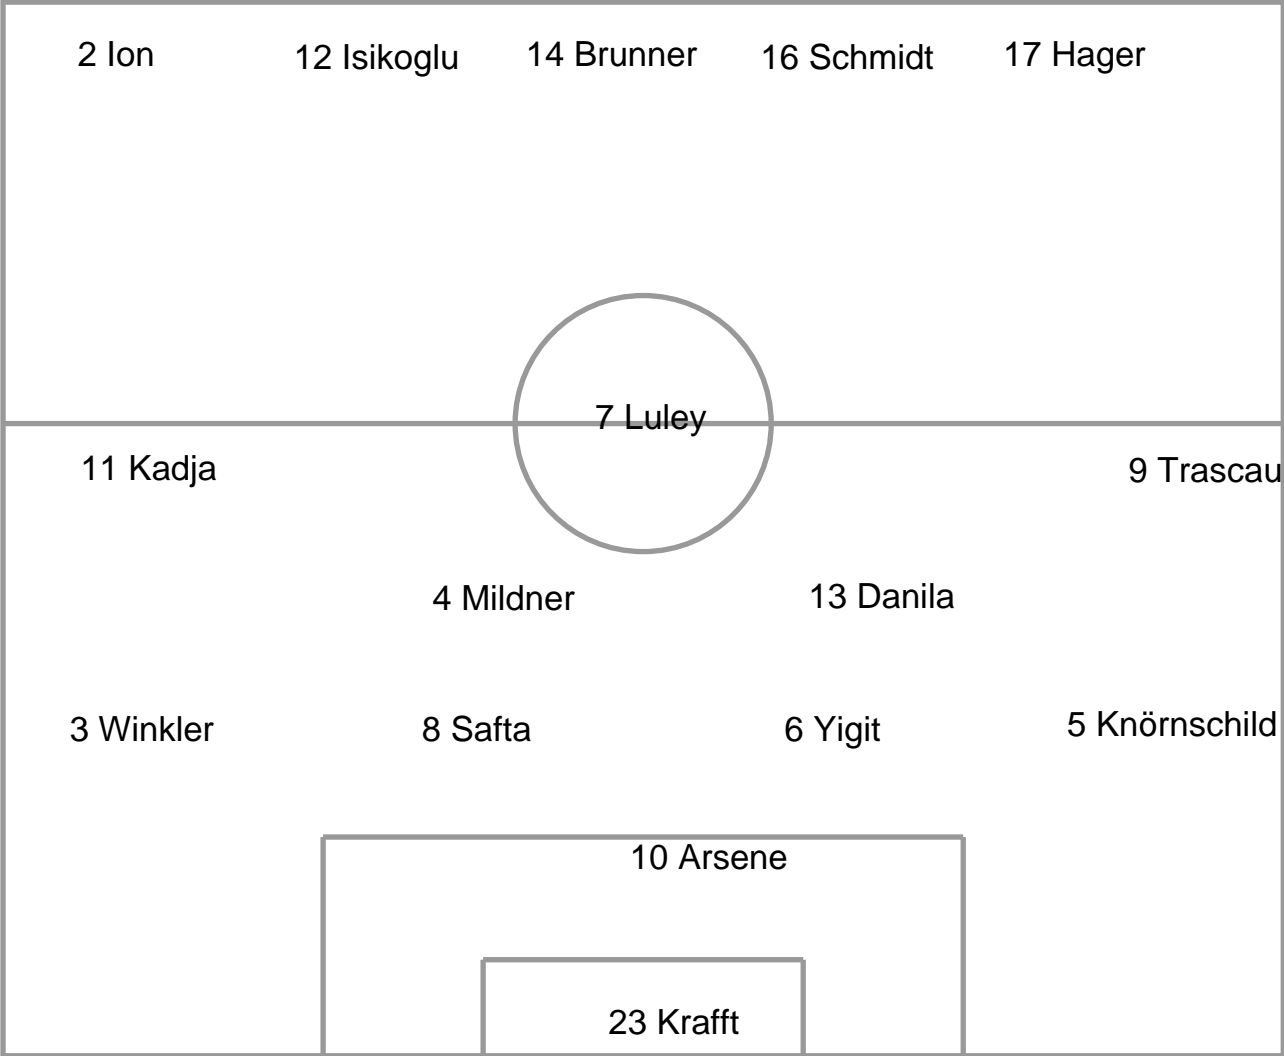 2 Ion
12 Isikoglu
14 Brunner
16 Schmidt
17 Hager
7 Luley
11 Kadja
9 Trascau
4 Mildner
13 Danila
3 Winkler
8 Safta
6 Yigit
5 Knörnschild
10 Arsene
23 Krafft